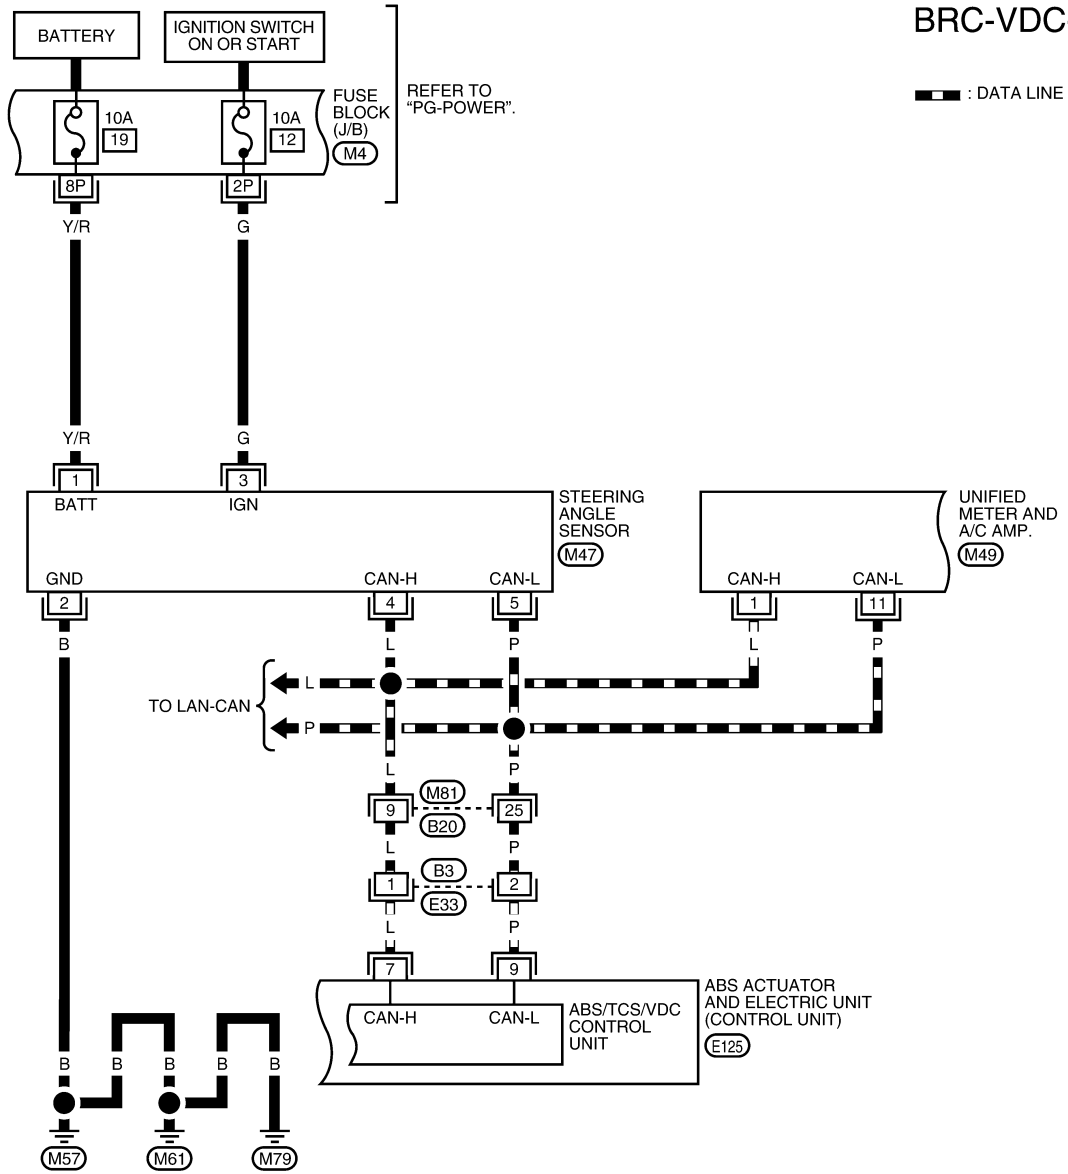 BRC-VDC-
BATTERY
IGNITION SWITCH
ON OR START
REFER TO
“PG-POWER”.
: DATA LINE
FUSE
BLOCK
(J/B)
M4
10A
19
10A
12
8P
2P
Y/R
G
Y/R
G
1
3
BATT
IGN
STEERING
ANGLE
SENSOR
M47
UNIFIED
METER AND
A/C AMP.
M49
GND
CAN-H
CAN-L
CAN-H
CAN-L
2
4
5
1
11
B
L
P
L
P
TO LAN-CAN
L
P
L
P
9
M81
B20
25
L
P
1
B3
E33
2
L
P
7
9
CAN-H
CAN-L
ABS/TCS/VDC
CONTROL
UNIT
ABS ACTUATOR
AND ELECTRIC UNIT
(CONTROL UNIT)
E125
B
B
B
B
B
M57
M61
M79